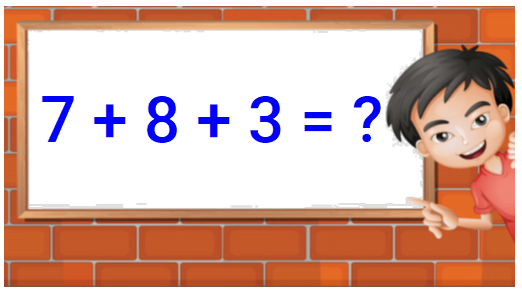 7 + 8 + 3 = ?